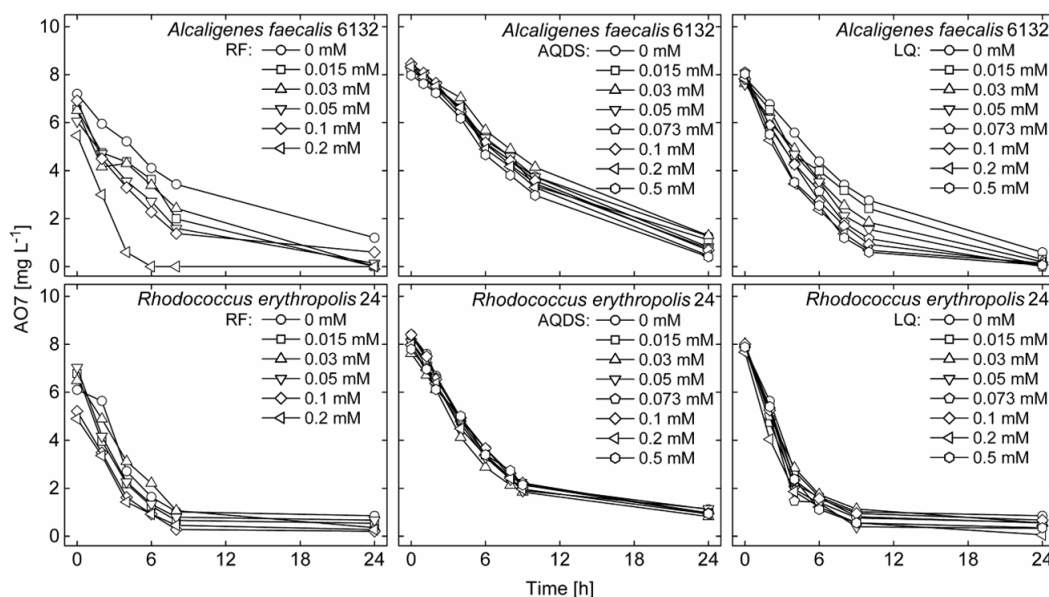 Alcaligenes faecalis 6132
RF:
0 mM
0.015 mM
0.03 mM
0.05 mM
0.1 mM
0.2 mM
Alcaligenes faecalis 6132
AQDS:
0 mM
0.015 mM
0.03 mM
0.05 mM
0.073 mM
0.1 mM
0.2 mM
0.5 mM
Alcaligenes faecalis 6132
LQ:
0 mM
0.015 mM
0.03 mM
0.05 mM
0.073 mM
0.1 mM
0.2 mM
0.5 mM
10
8
6
4
2
0
AO7 [mg L-1]
Rhodococcus erythropolis 24
RF:
0 mM
0.015 mM
0.03 mM
0.05 mM
0.1 mM
0.2 mM
Rhodococcus erythropolis 24
AQDS:
0 mM
0.015 mM
0.03 mM
0.05 mM
0.073 mM
0.1 mM
0.2 mM
0.5 mM
Rhodococcus erythropolis 24
LQ:
0 mM
0.015 mM
0.03 mM
0.05 mM
0.073 mM
0.1 mM
0.2 mM
0.5 mM
10
8
6
4
2
0
0 6 12 18 24 0 6 12 18 24 0 6 12 18 24
Time [h]